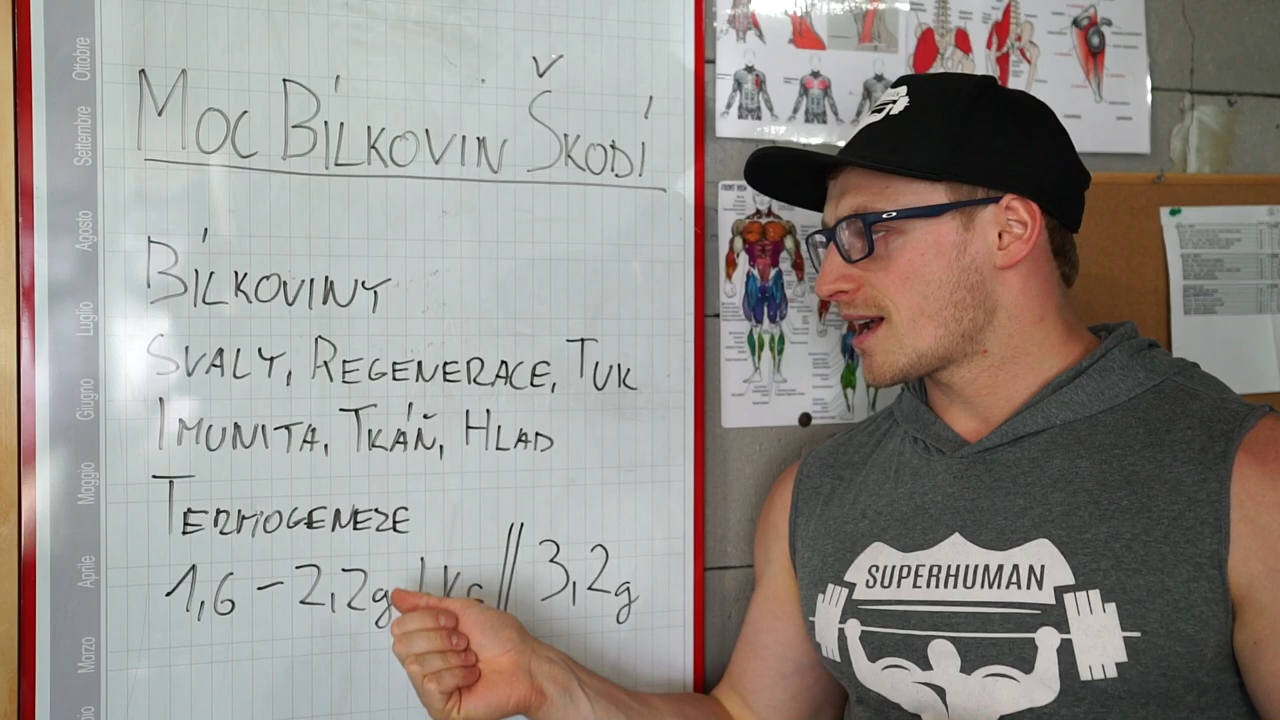 Ottobre
Settembre
Agosto
Luglio
Giugno
Maggio
Aprile
Marzo
MOC BÍLKOVIN ŠKODÍ
BÍLKOVINY
SVALY, REGENERACE, TUK
IMUNITA, TKÁŇ, HLAD
TERMOGENEZE
1,6 – 2,2g/kg // 3,2g
SUPERHUMAN